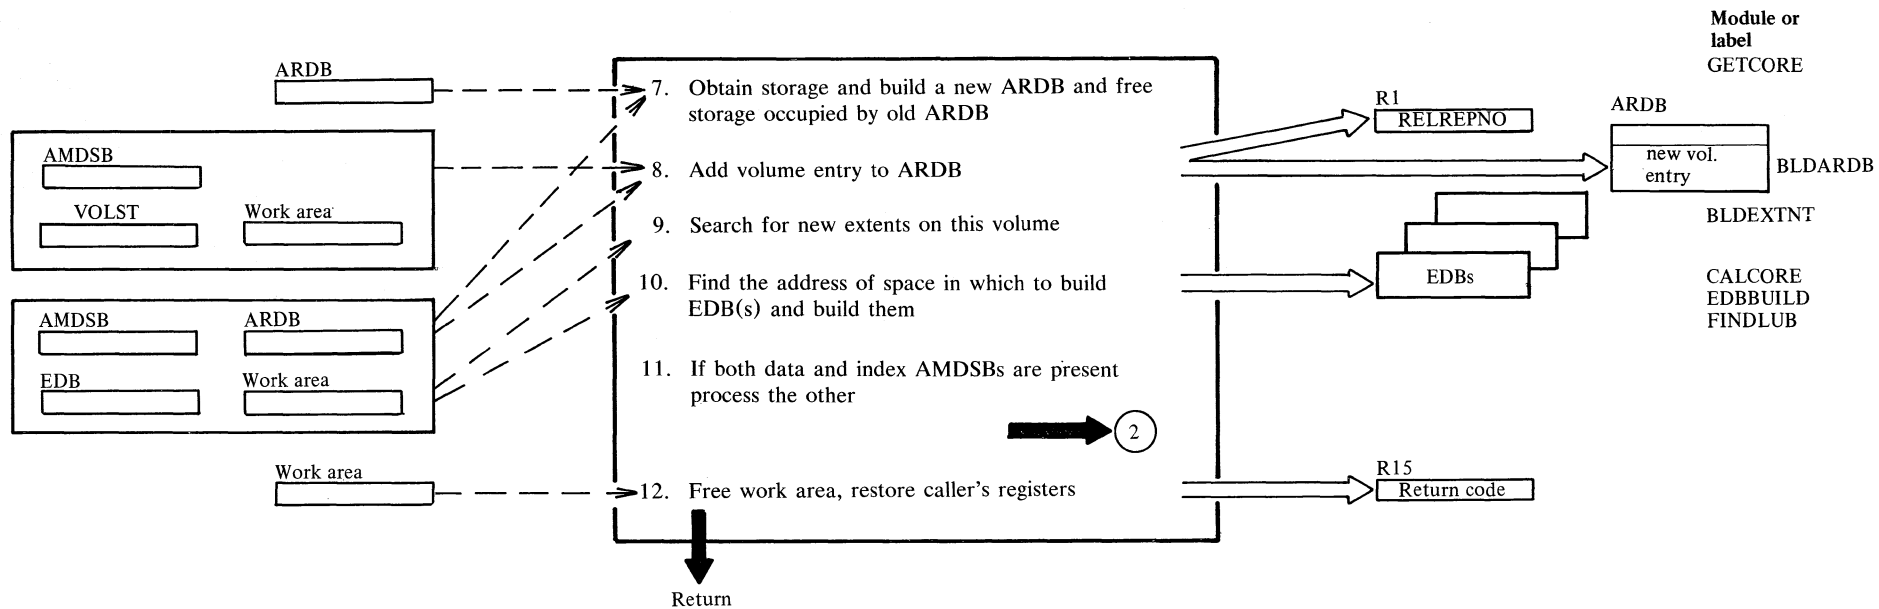 Module or
label
GETCORE
ARDB
7. Obtain storage and build a new ARDB and free
storage occupied by old ARDB
R1
RELREPNO
ARDB
new vol.
entry
BLDARDB
AMDSB
VOLST
Work area
8. Add volume entry to ARDB
9. Search for new extents on this volume
BLDEXTNT
10. Find the address of space in which to build
EDB(s) and build them
EDBs
CALCORE
EDBBUILD
FINDLUB
AMDSB
ARDB
EDB
Work area
11. If both data and index AMDSBs are present
process the other
2
Work area
12. Free work area, restore caller's registers
R15
Return code
Return